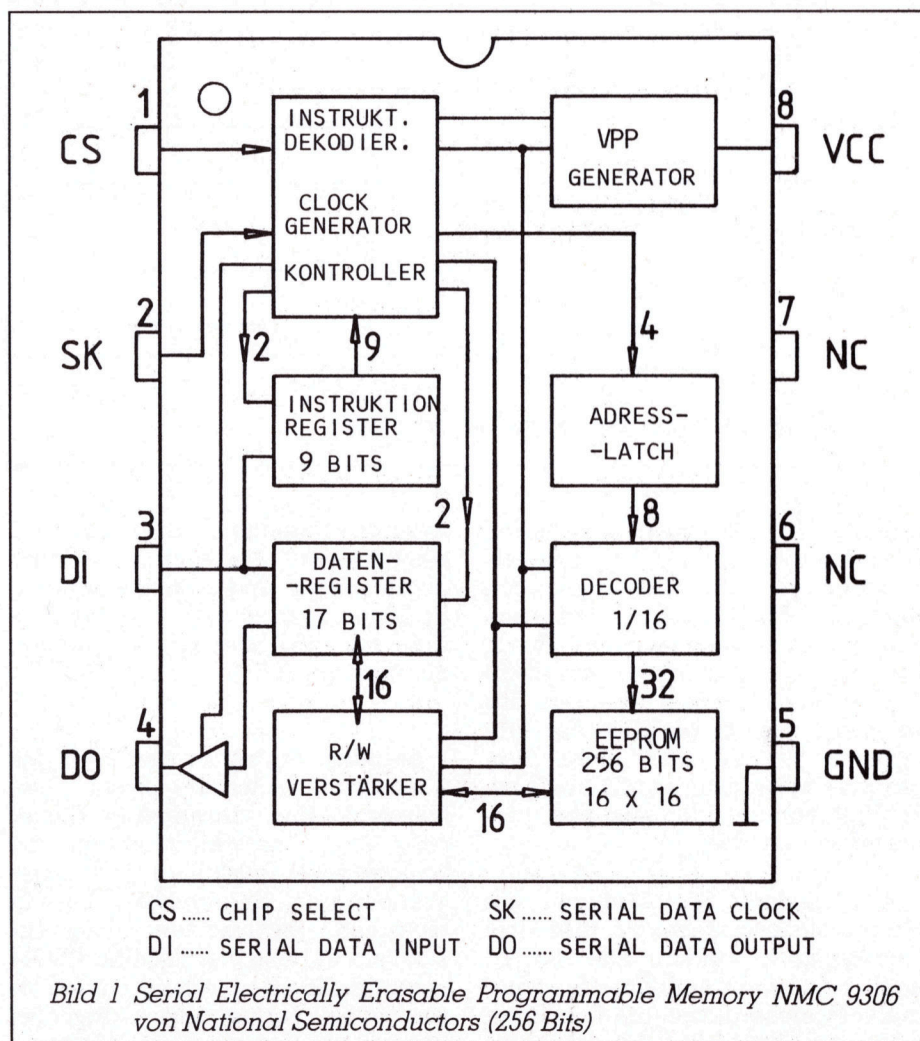 1
CS
2
SK
3
DI
4
DO
8
VCC
7
NC
6
NC
5
GND
INSTRUKT.
DEKODIER.
CLOCK
GENERATOR
KONTROLLER
VPP
GENERATOR
2
9
4
INSTRUKTION
REGISTER
9 BITS
ADRESS-
-LATCH
2
8
DATEN-
-REGISTER
17 BITS
DECODER
1/16
16
32
R/W
VERSTÄRKER
16
EEPROM
256 BITS
16 X 16
CS ..... CHIP SELECT
SK ..... SERIAL DATA CLOCK
DI ..... SERIAL DATA INPUT
DO ..... SERIAL DATA OUTPUT
Bild 1 Serial Electrically Erasable Programmable Memory NMC 9306
von National Semiconductors (256 Bits)